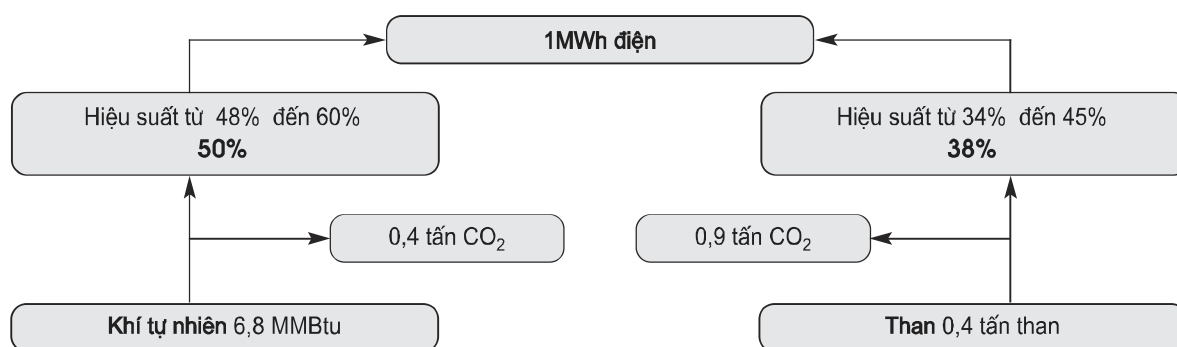 1MWh điện
Hiệu suất từ 48% đến 60%
50%
Hiệu suất từ 34% đến 45%
38%
0,4 tấn CO₂
0,9 tấn CO₂
Khí tự nhiên 6,8 MMBtu
Than 0,4 tấn than